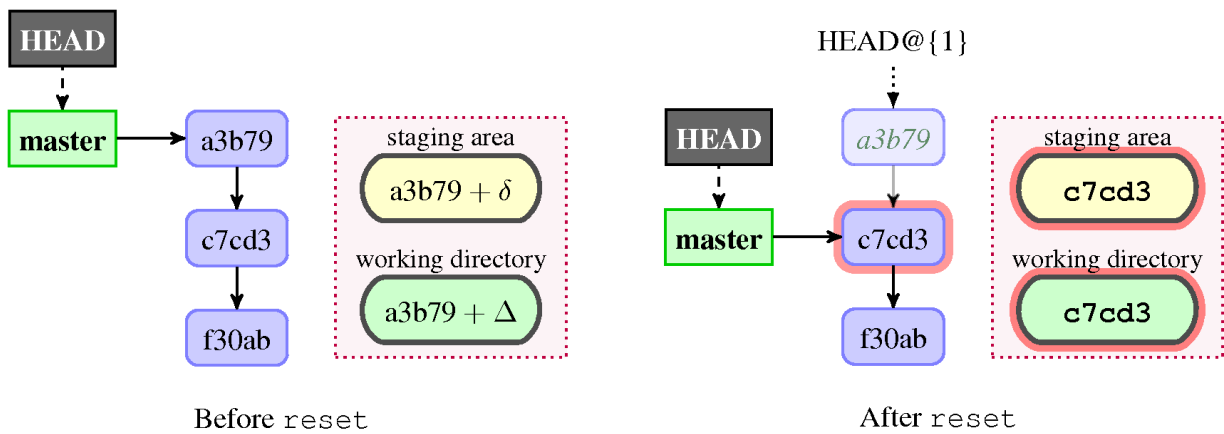 HEAD
master
a3b79
c7cd3
f30ab
staging area
a3b79 + δ
working directory
a3b79 + Δ
Before reset
HEAD@{1}
HEAD
master
a3b79
c7cd3
f30ab
staging area
c7cd3
working directory
c7cd3
After reset